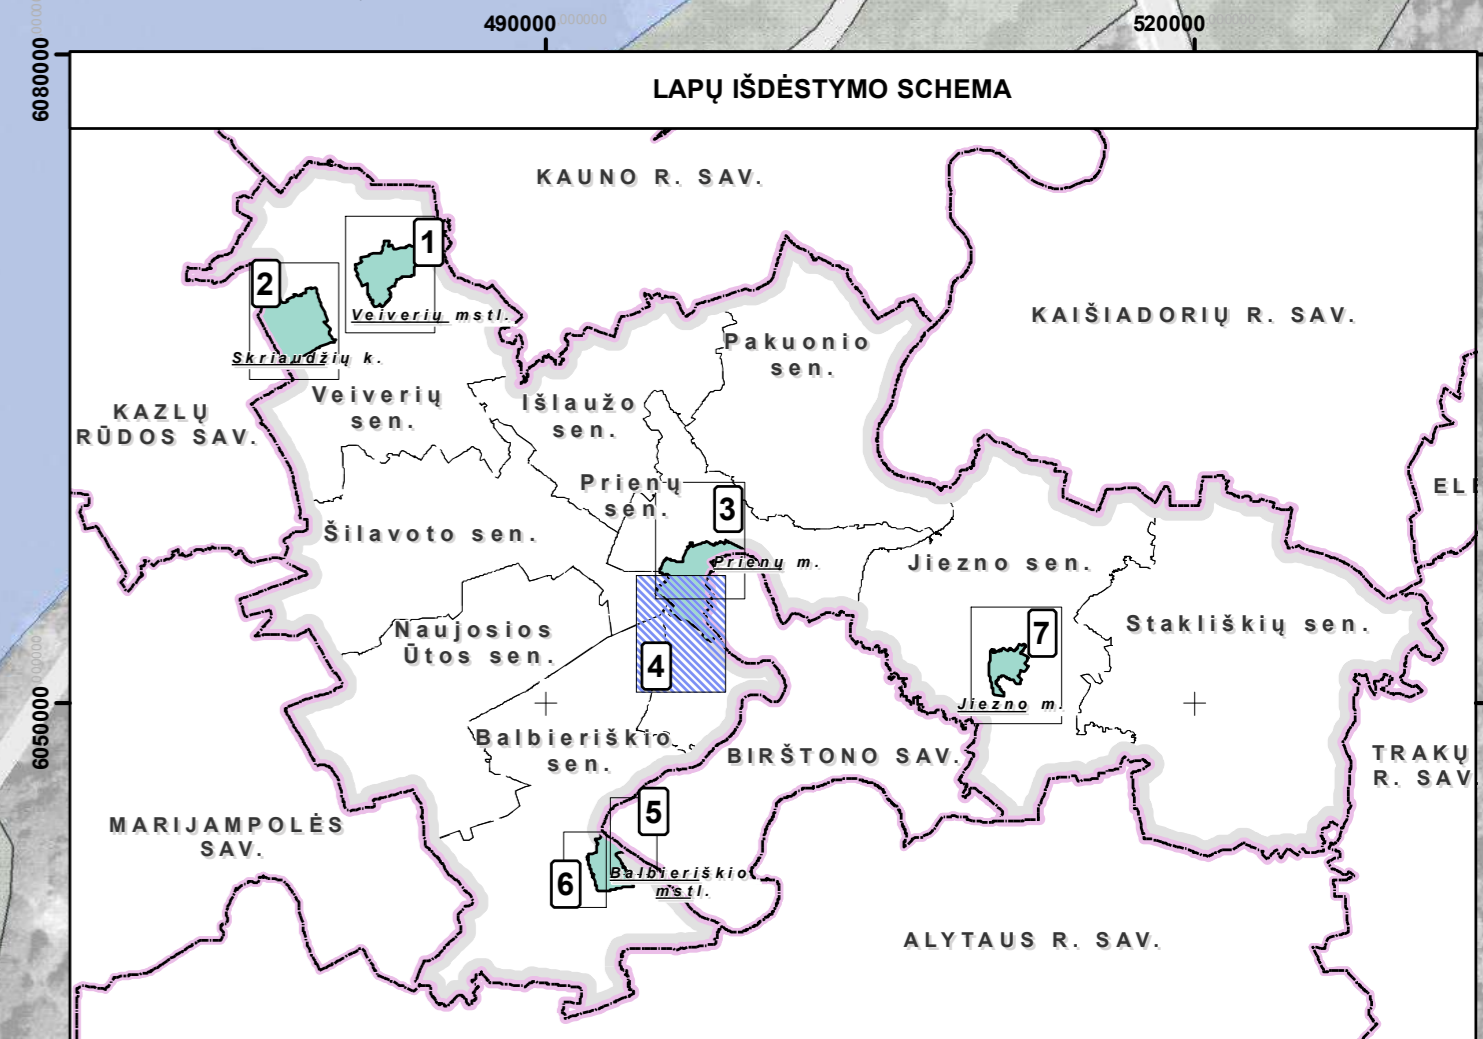 490000
520000
6080000
LAPŲ IŠDĖSTYMO SCHEMA
KAUNO R. SAV.
1
2
Veiverių mstl.
KAIŠIADORIŲ R. SAV.
Pakuonio
sen.
Skriaudžių k.
Veiverių
sen.
Išlaužo
sen.
KAZLŲ
RŪDOS SAV.
Prienų
sen.
3
ELE
Šilavoto sen.
Prienų m.
Jiezno sen.
Naujosios
Ūtos sen.
4
7
Stakliškių sen.
Jiezno m.
6050000
Balbieriškio
sen.
BIRŠTONO SAV.
TRAKŲ
R. SAV
MARIJAMPOLĖS
SAV.
5
6
Balbieriškio
mstl.
ALYTAUS R. SAV.